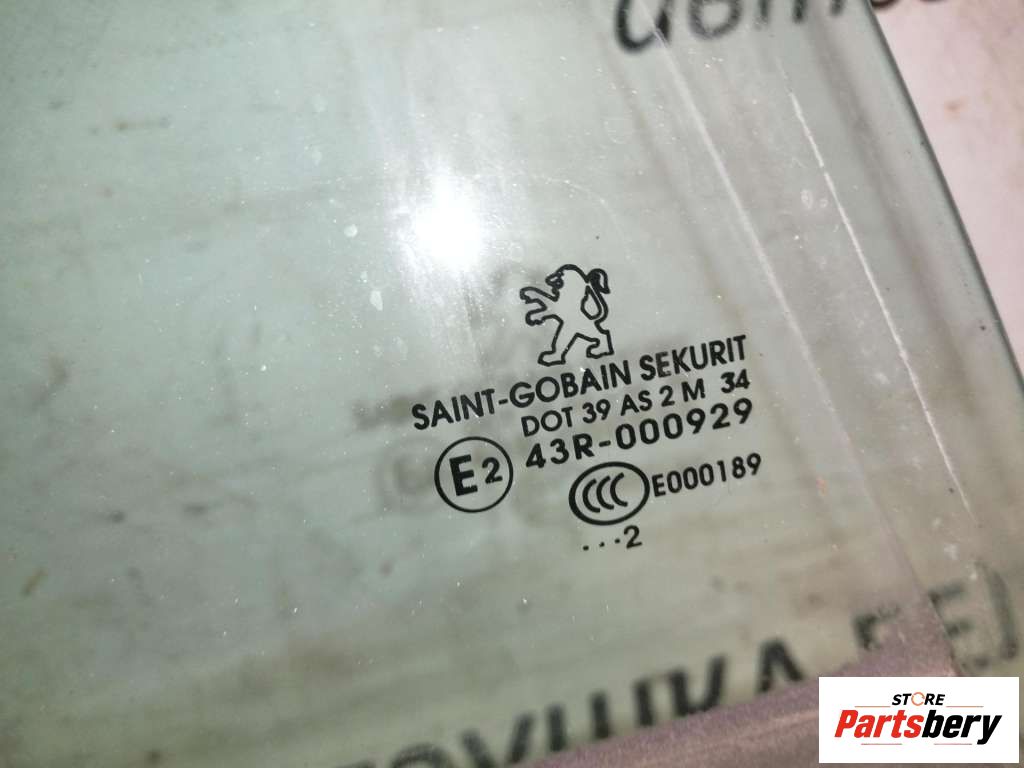 SAINT-GOBAIN SEKURIT
DOT 39 AS 2 M 34
E2 43R-000929
CCC E000189
...2
STORE
Partsbery